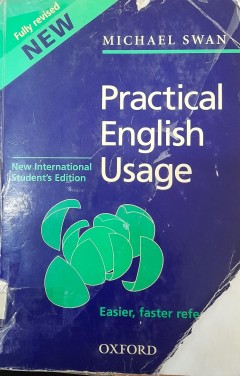 Fully revised
NEW
MICHAEL SWAN
Practical
English
Usage
New International
Student's Edition
Easier, faster
OXFORD